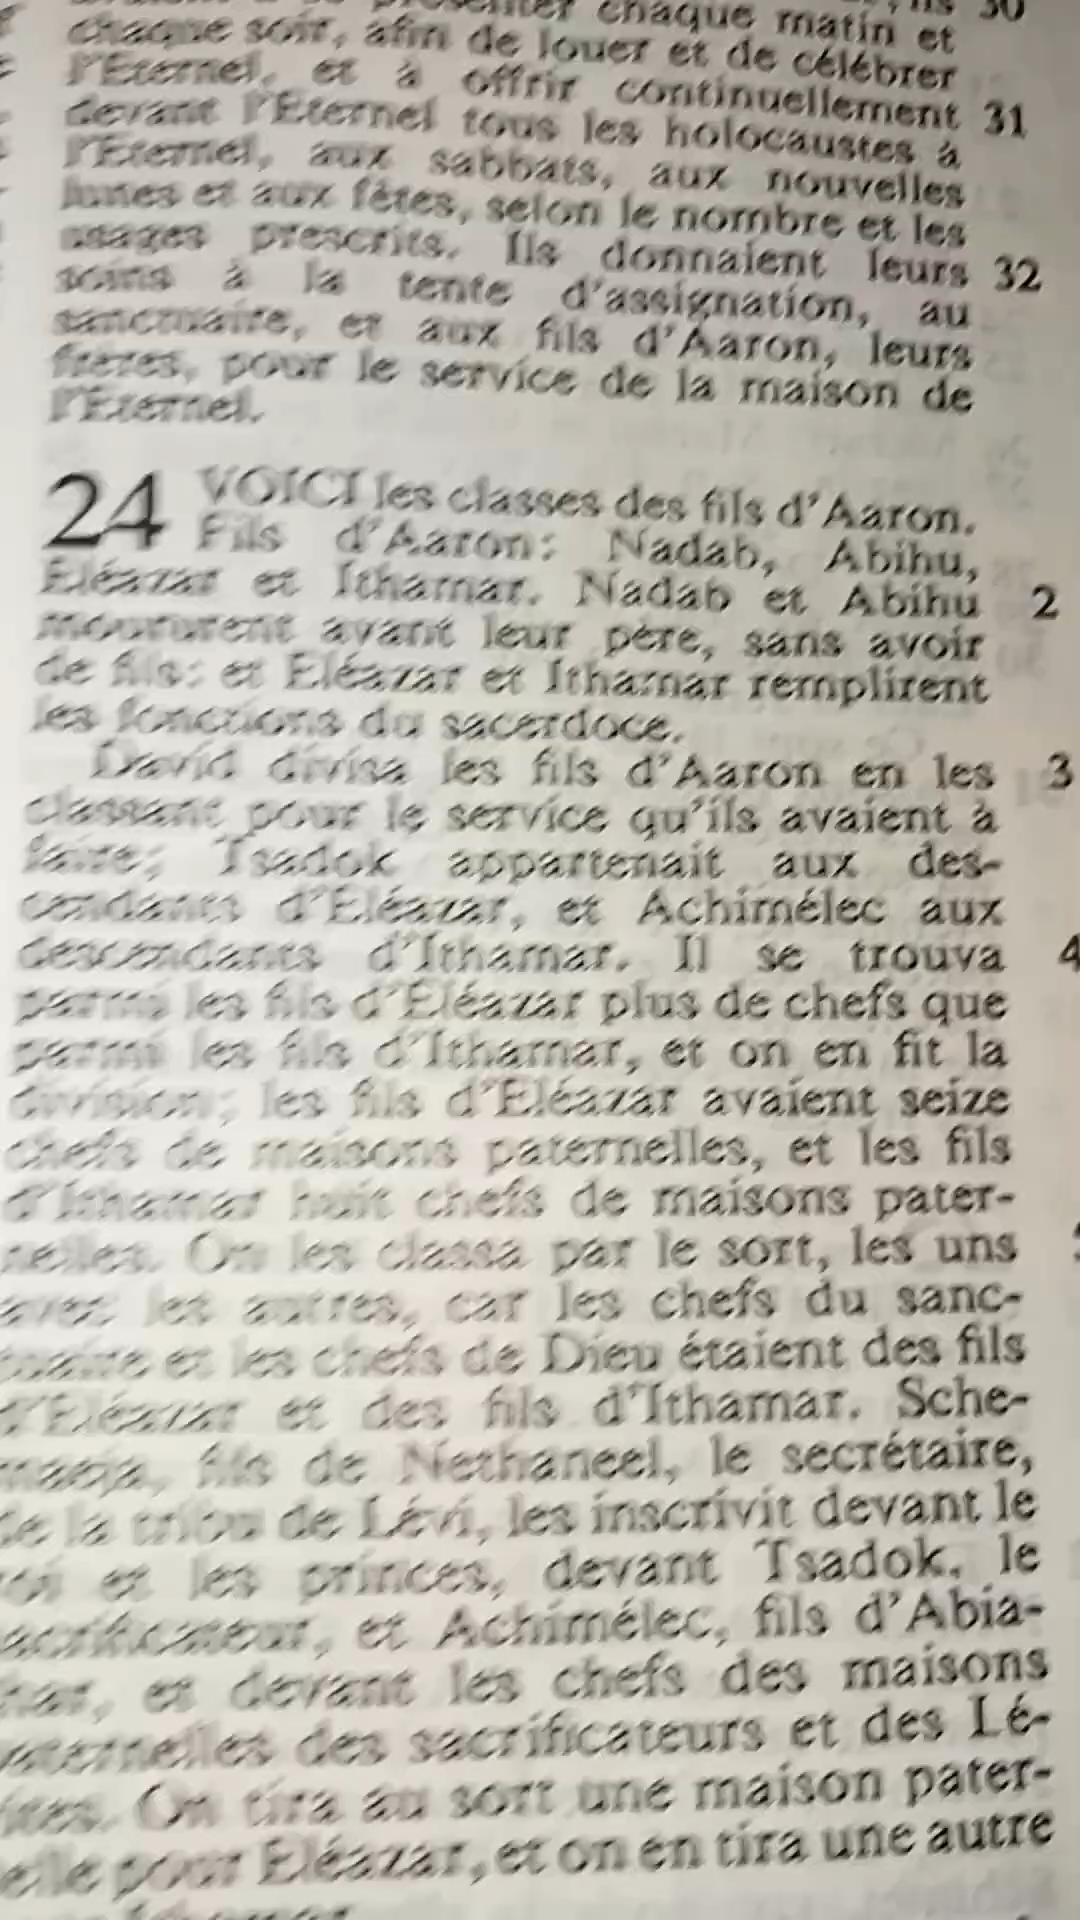 présenter chaque matin et 30
chaque soir, afin de louer et de célébrer
l'Eternel, et à offrir continuellement 31
devant l'Eternel tous les holocaustes à
l'Eternel, aux sabbats, aux nouvelles
lunes et aux fêtes, selon le nombre et les
usages prescrits. Ils donnaient leurs 32
soins à la tente d'assignation, au
sanctuaire, et aux fils d'Aaron, leurs
frères, pour le service de la maison de
l'Eternel.
24 VOICI les classes des fils d'Aaron.
Fils d'Aaron: Nadab, Abihu,
Eléazar et Ithamar. Nadab et Abihu 2
moururent avant leur père, sans avoir
de fils; et Eléazar et Ithamar remplirent
les fonctions du sacerdoce.
David divisa les fils d'Aaron en les 3
classant pour le service qu'ils avaient à
faire; Tsadok appartenait aux des-
cendants d'Eléazar, et Achimélec aux
descendants d'Ithamar. Il se trouva 4
parmi les fils d'Eléazar plus de chefs que
parmi les fils d'Ithamar, et on en fit la
division; les fils d'Eléazar avaient seize
chefs de maisons paternelles, et les fils
d'Ithamar huit chefs de maisons pater-
nelles. On les classa par le sort, les uns 5
avec les autres, car les chefs du sanc-
tuaire et les chefs de Dieu étaient des fils
d'Eléazar et des fils d'Ithamar. Sche-
maeja, fils de Nethaneel, le secrétaire,
de la tribu de Lévi, les inscrivit devant le
roi et les princes, devant Tsadok, le
sacrificateur, et Achimélec, fils d'Abia-
thar, et devant les chefs des maisons
paternelles des sacrificateurs et des Lé-
vites. On tira au sort une maison pater-
nelle pour Eléazar, et on en tira une autre
Ithamar